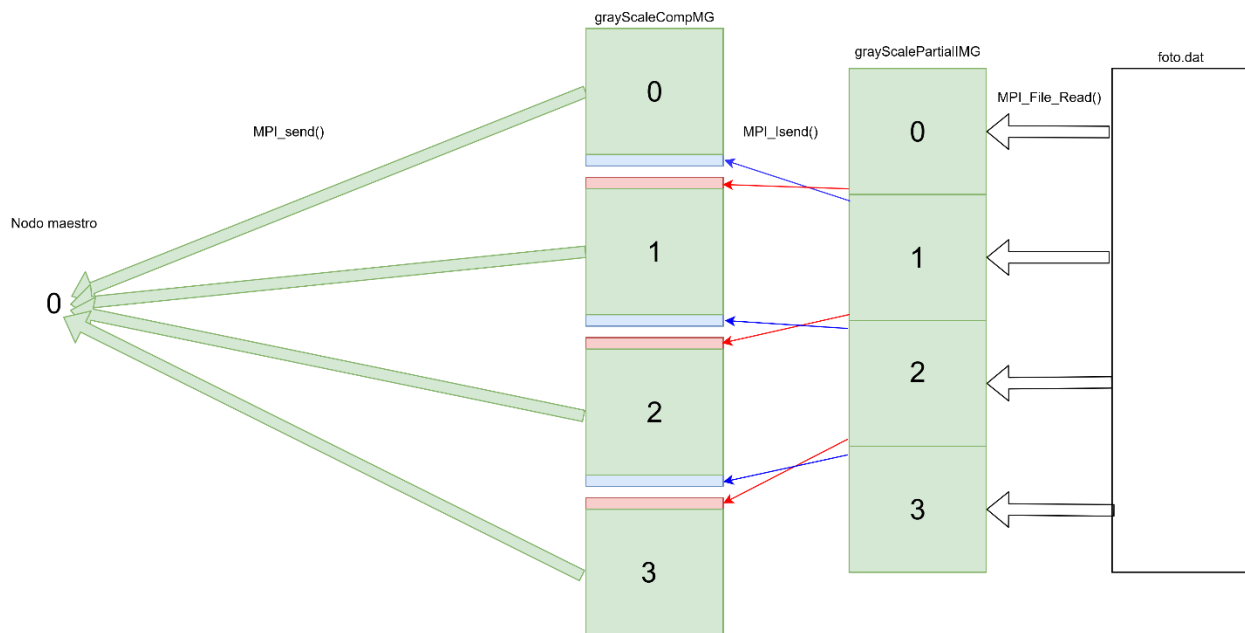 grayScaleCompMG
grayScalePartialIMG
foto.dat
MPI_send()
MPI_Isend()
MPI_File_Read()
Nodo maestro
0
0
1
2
3
0
1
2
3